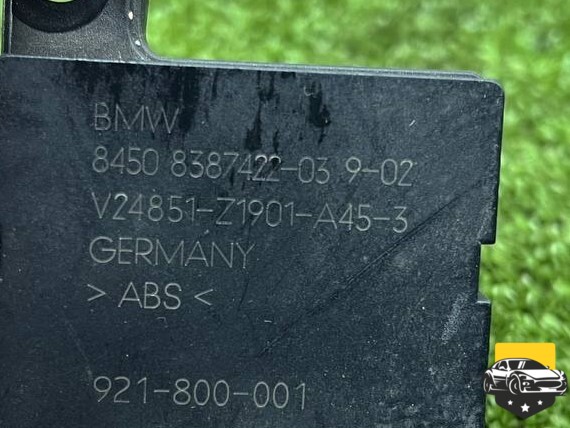 BMW
8450 8387422-03 9-02
V24851-Z1901-A45-3
GERMANY
> ABS <
921-800-001